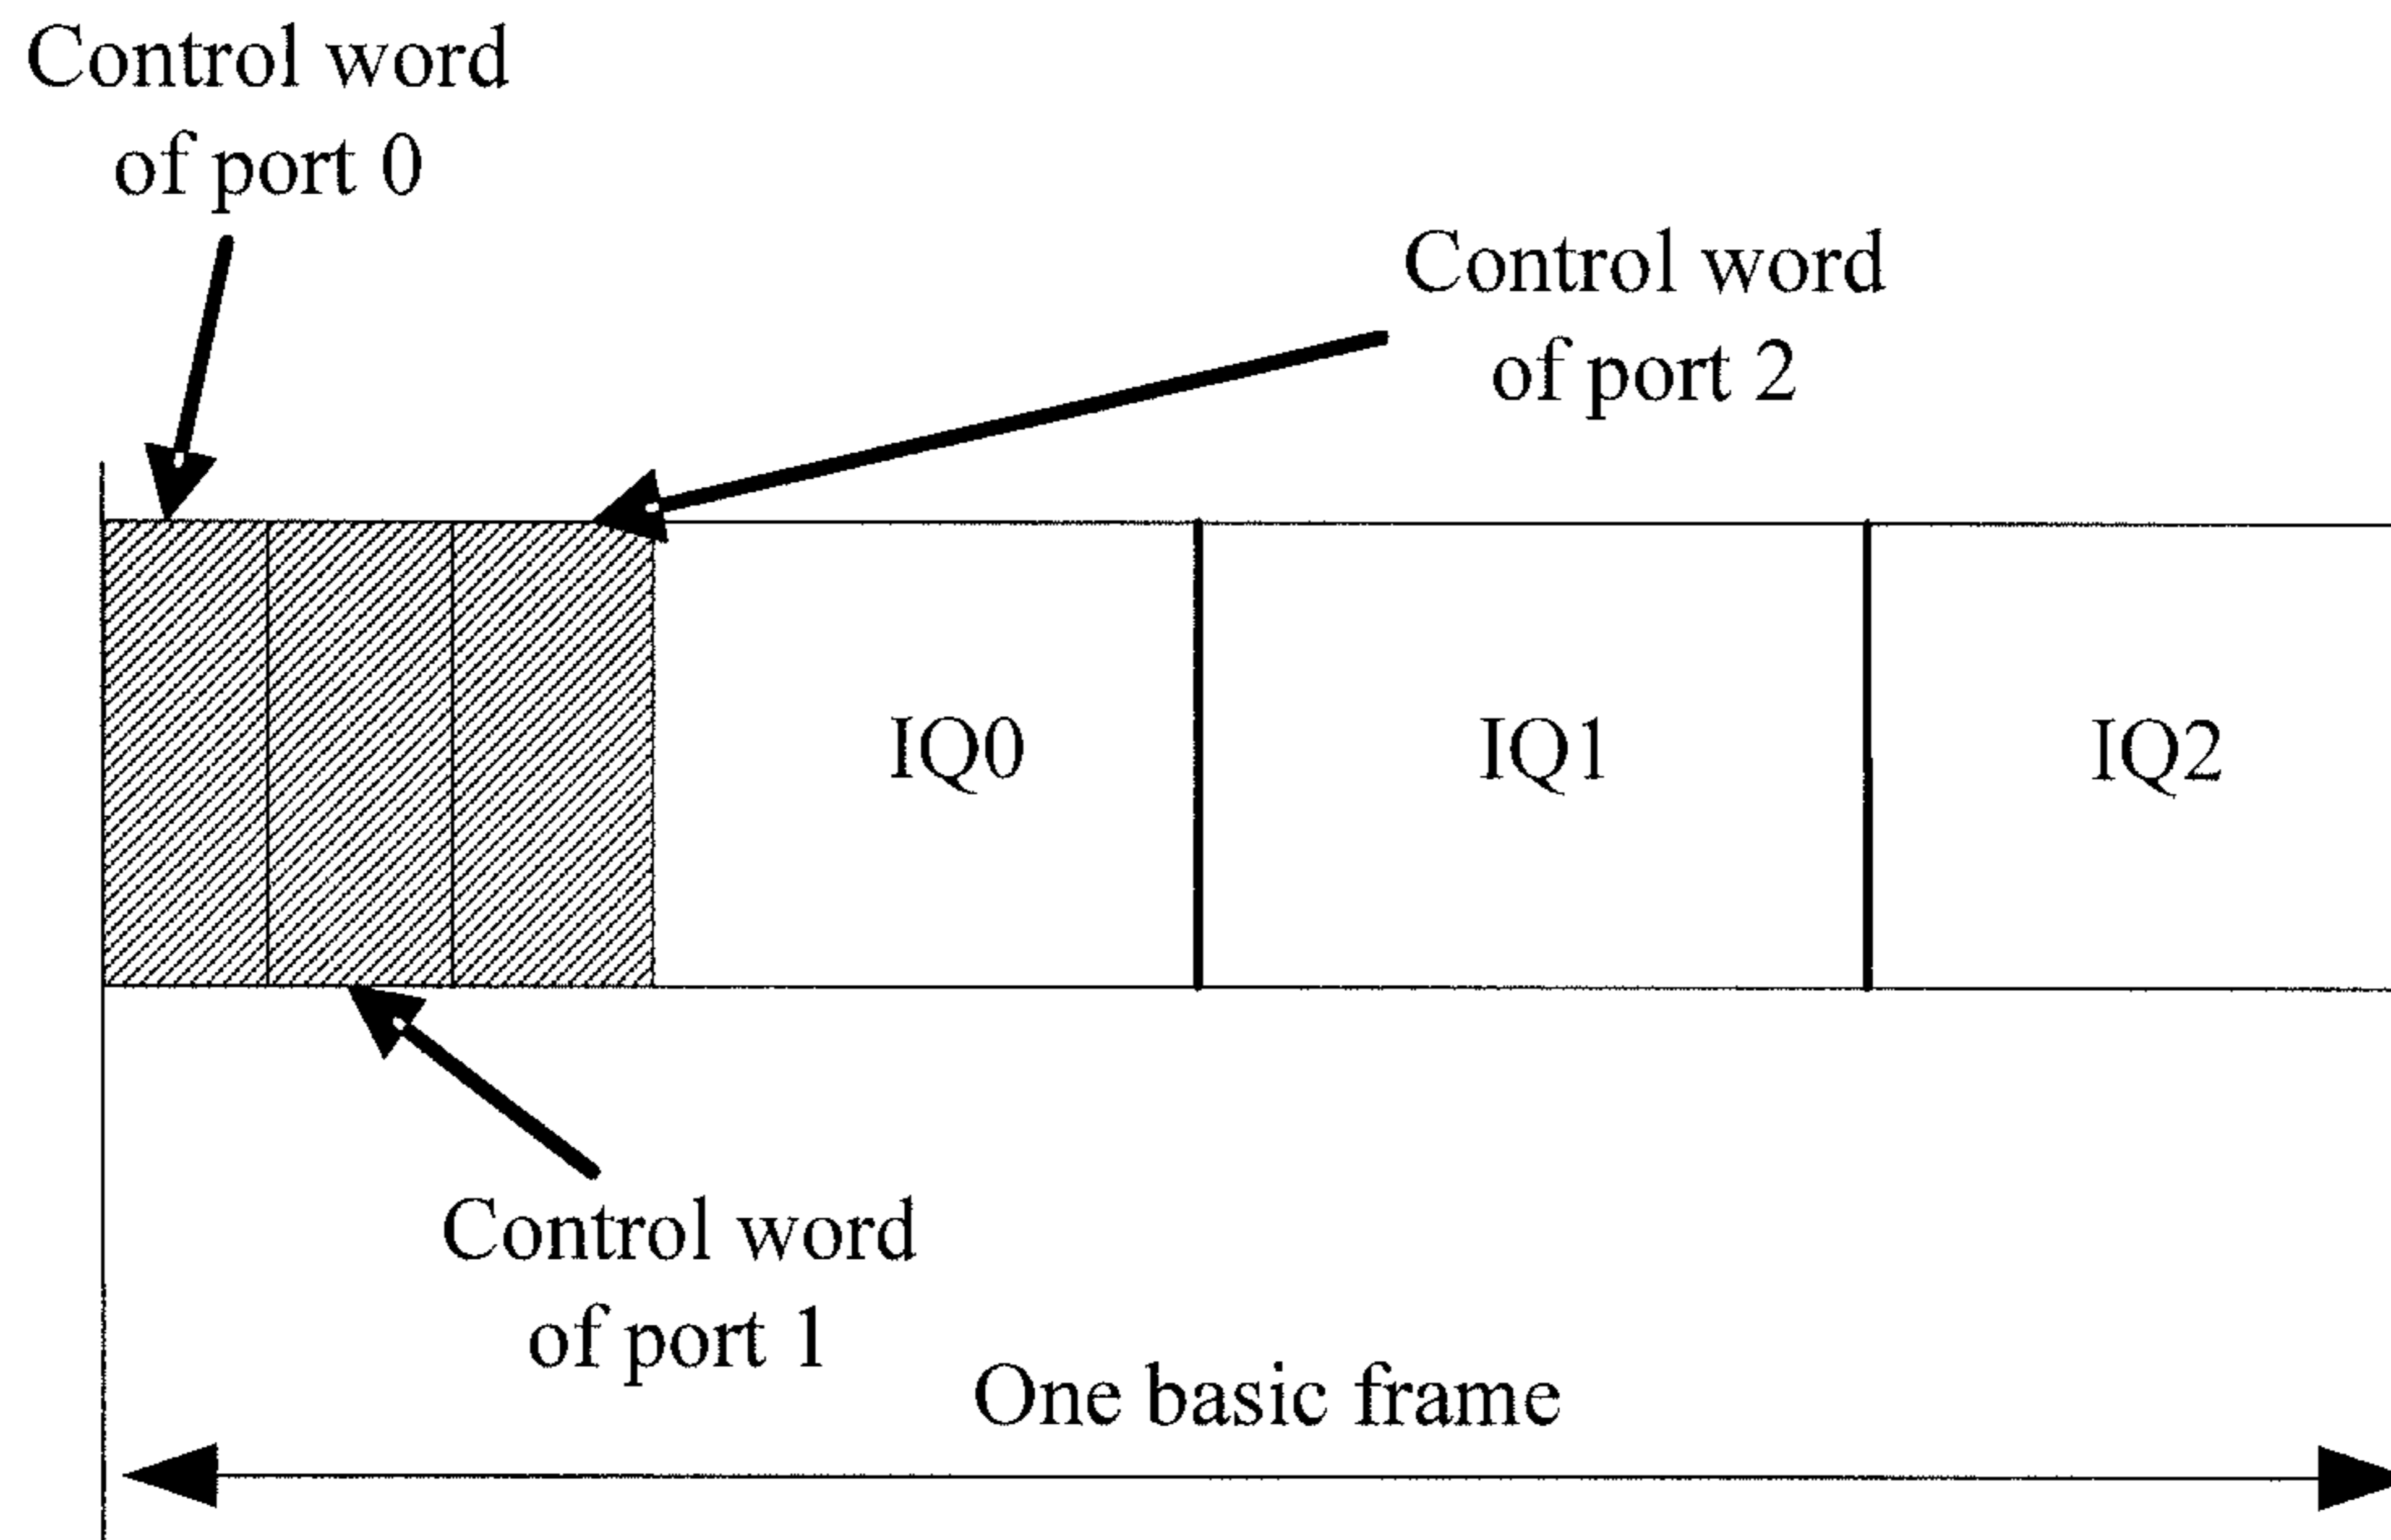 Control word
of port 0
Control word
of port 2
IQ0
IQ1
IQ2
Control word
of port 1
One basic frame